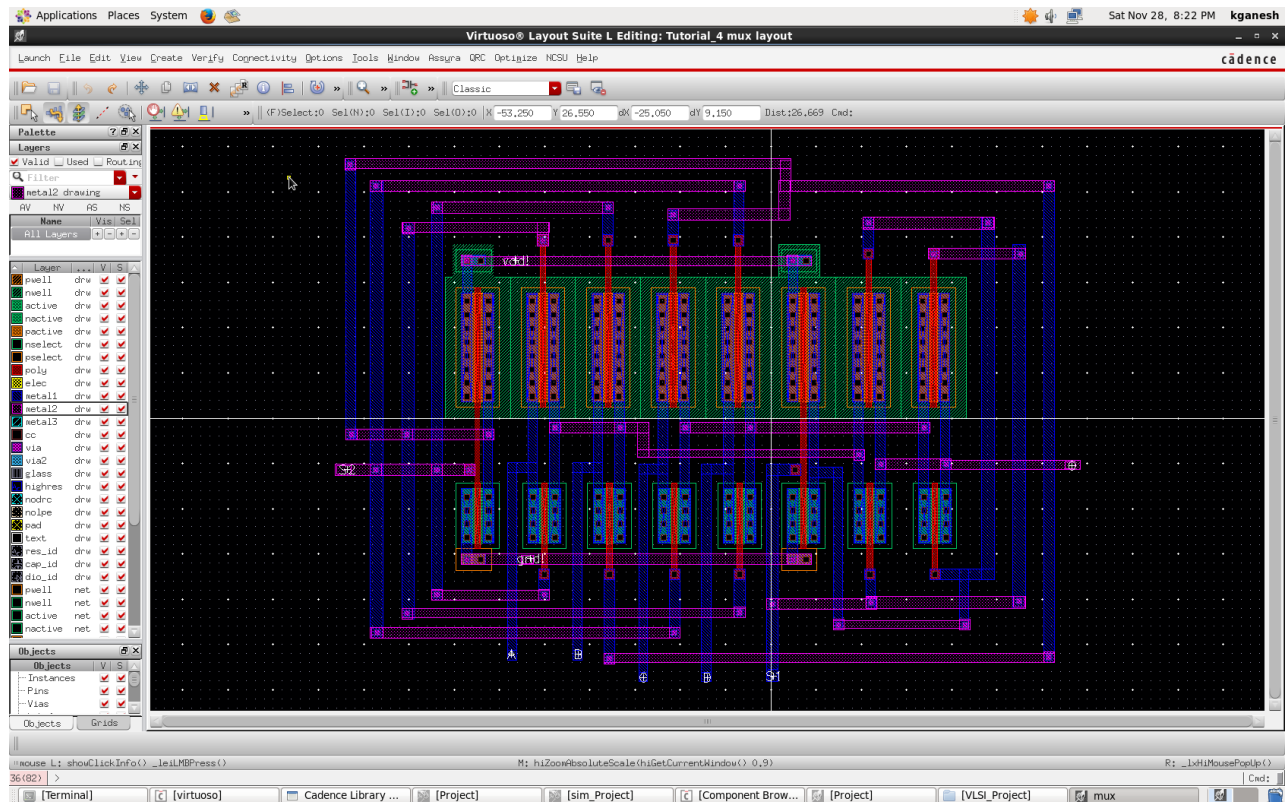 Applications Places System Sat Nov 28, 8:22 PM kganesh
Virtuoso® Layout Suite L Editing: Tutorial_4 mux layout
Launch File Edit View Create Verify Connectivity Options Tools Window Assura QRC Optimize NCSU Help cādence
» » » Classic
» (F)Select:0 Sel(N):0 Sel(I):0 Sel(O):0 X -53.250 Y 26.550 dX -25.050 dY 9.150 Dist:26.669 Cmd:
Palette
Layers
Valid Used Routing
Filter
metal2 drawing
AV NV AS NS
Name Vis Sel
All Layers
Layer ... V S
pwell drw
nwell drw
active drw
nactive drw
pactive drw
nselect drw
pselect drw
poly drw
elec drw
metal1 drw
metal2 drw
metal3 drw
cc drw
via drw
via2 drw
glass drw
highres drw
nodrc drw
nolpe drw
pad drw
text drw
res_id drw
cap_id drw
dio_id drw
pwell net
nwell net
active net
nactive net
Objects
Objects V S
Instances
Pins
Vias
Objects Grids
vdd!
S2
gnd!
A
B
C
D
S1
mouse L: showClickInfo() _leiLMBPress() M: hiZoomAbsoluteScale(hiGetCurrentWindow() 0.9) R: _lxHiMousePopUp()
36(82) > Cmd:
[Terminal] [virtuoso] Cadence Library ... [Project] [sim_Project] [Component Brow... [Project] [VLSI_Project] mux